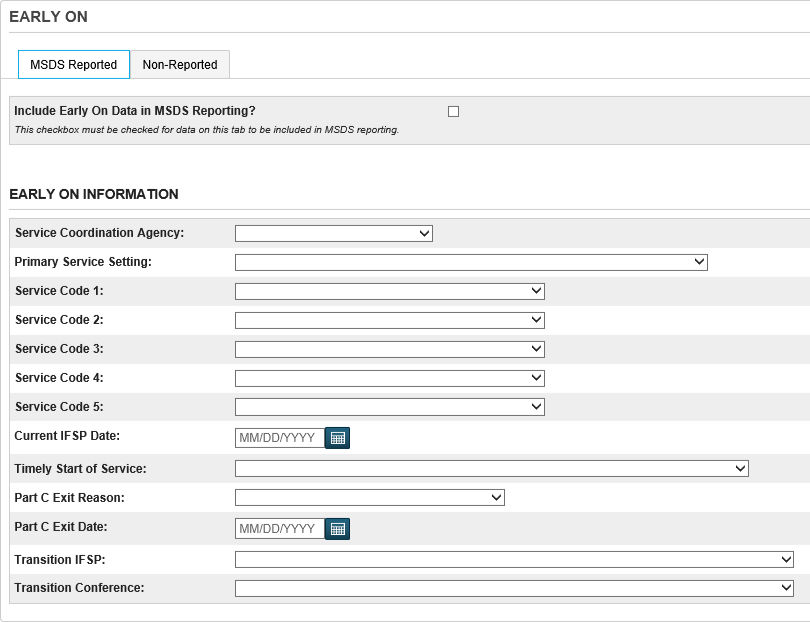 EARLY ON
MSDS Reported
Non-Reported
Include Early On Data in MSDS Reporting?
This checkbox must be checked for data on this tab to be included in MSDS reporting.
EARLY ON INFORMATION
Service Coordination Agency:
Primary Service Setting:
Service Code 1:
Service Code 2:
Service Code 3:
Service Code 4:
Service Code 5:
Current IFSP Date: MM/DD/YYYY
Timely Start of Service:
Part C Exit Reason:
Part C Exit Date: MM/DD/YYYY
Transition IFSP:
Transition Conference: